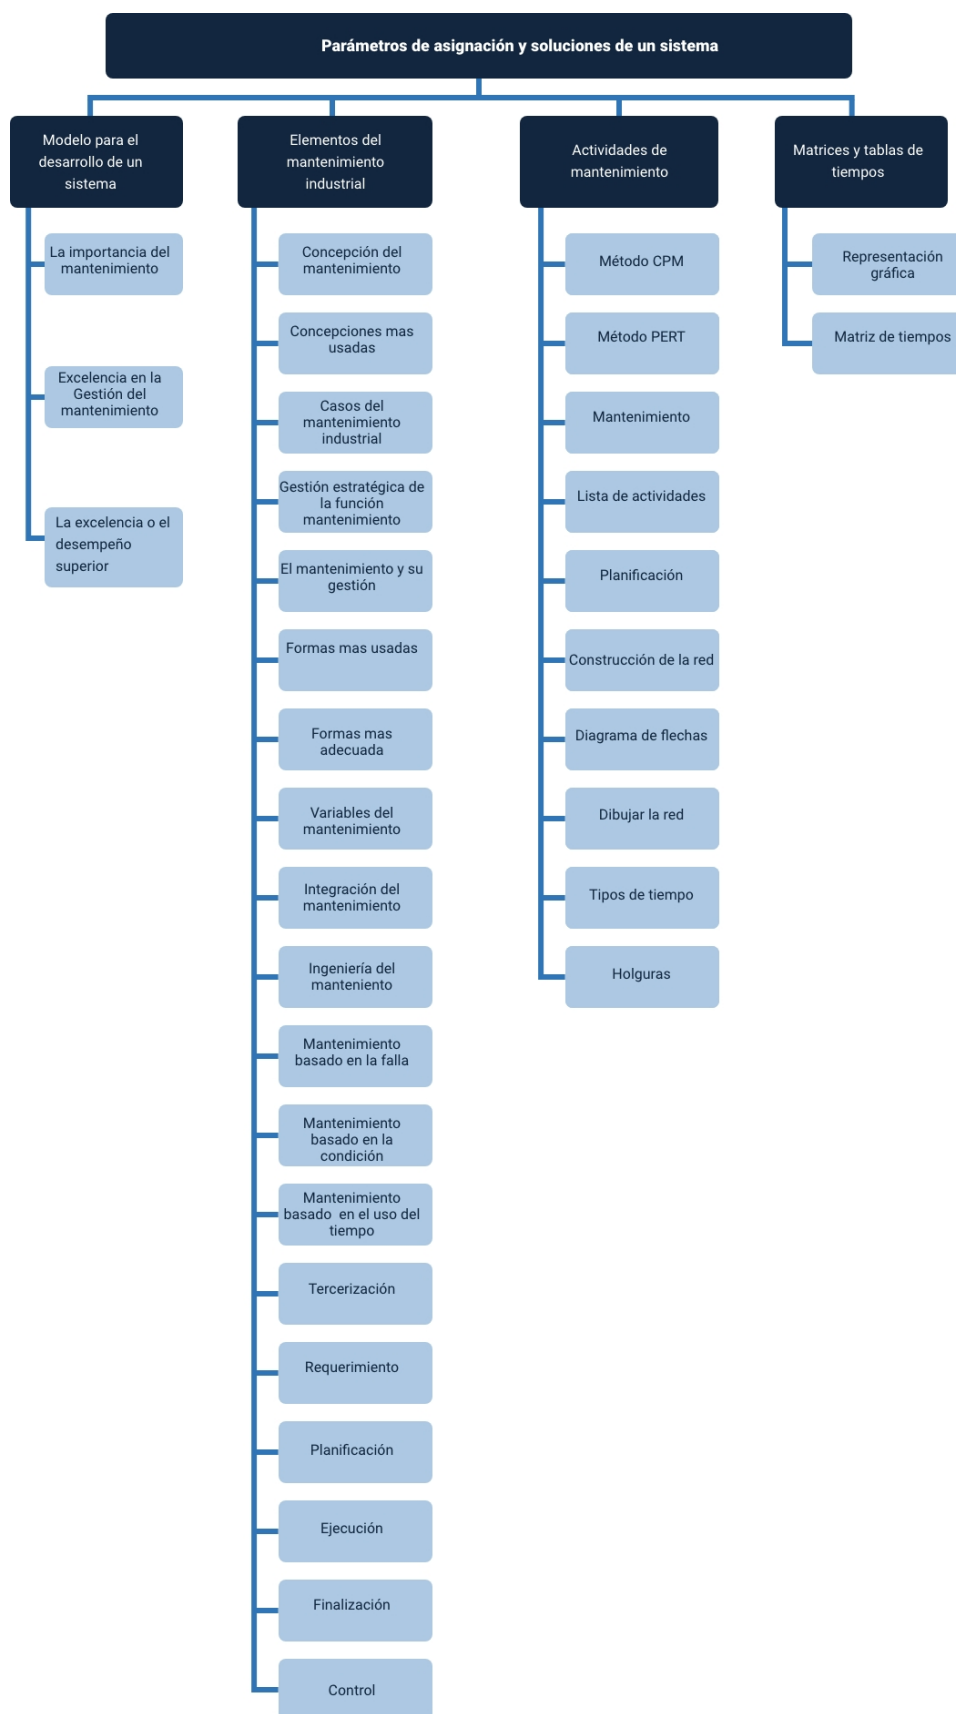 Parámetros de asignación y soluciones de un sistema
Modelo para el
desarrollo de un
sistema
La importancia del
mantenimiento
Excelencia en la
Gestión del
mantenimiento
La excelencia o el
desempeño
superior
Elementos del
mantenimiento
industrial
Concepción del
mantenimiento
Concepciones mas
usadas
Casos del
mantenimiento
industrial
Gestión estratégica de
la función
mantenimiento
El mantenimiento y su
gestión
Formas mas usadas
Formas mas
adecuada
Variables del
mantenimiento
Integración del
mantenimiento
Ingeniería del
manteniento
Mantenimiento
basado en la falla
Mantenimiento
basado en la
condición
Mantenimiento
basado en el uso del
tiempo
Tercerización
Requerimiento
Planificación
Ejecución
Finalización
Control
Actividades de
mantenimiento
Método CPM
Método PERT
Mantenimiento
Lista de actividades
Planificación
Construcción de la red
Diagrama de flechas
Dibujar la red
Tipos de tiempo
Holguras
Matrices y tablas de
tiempos
Representación
gráfica
Matriz de tiempos